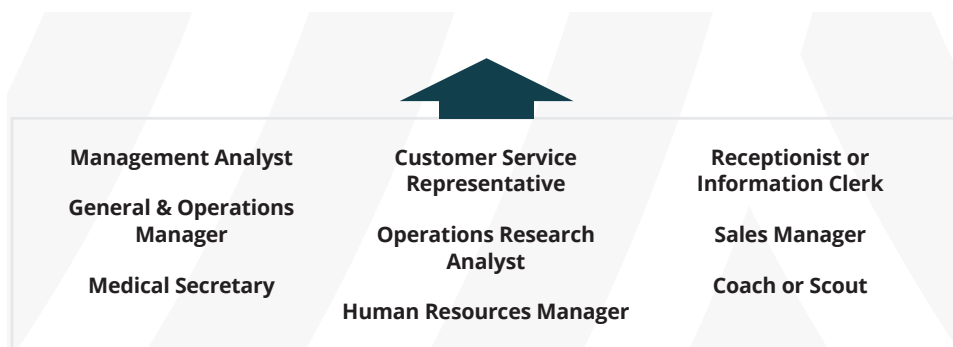 Management Analyst
General & Operations
Manager
Medical Secretary
Customer Service
Representative
Operations Research
Analyst
Human Resources Manager
Receptionist or
Information Clerk
Sales Manager
Coach or Scout